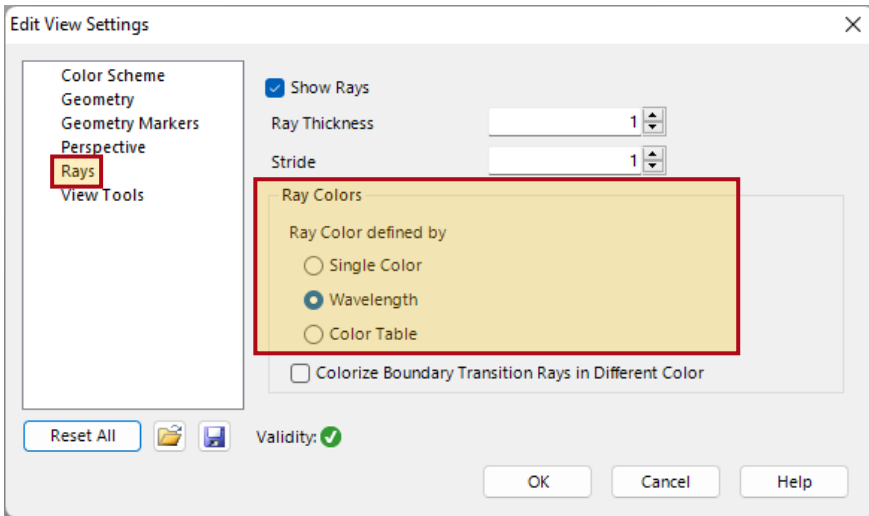 Edit View Settings
Color Scheme
Geometry
Geometry Markers
Perspective
Rays
View Tools
Show Rays
Ray Thickness 1
Stride 1
Ray Colors
Ray Color defined by
Single Color
Wavelength
Color Table
Colorize Boundary Transition Rays in Different Color
Reset All
Validity:
OK Cancel Help